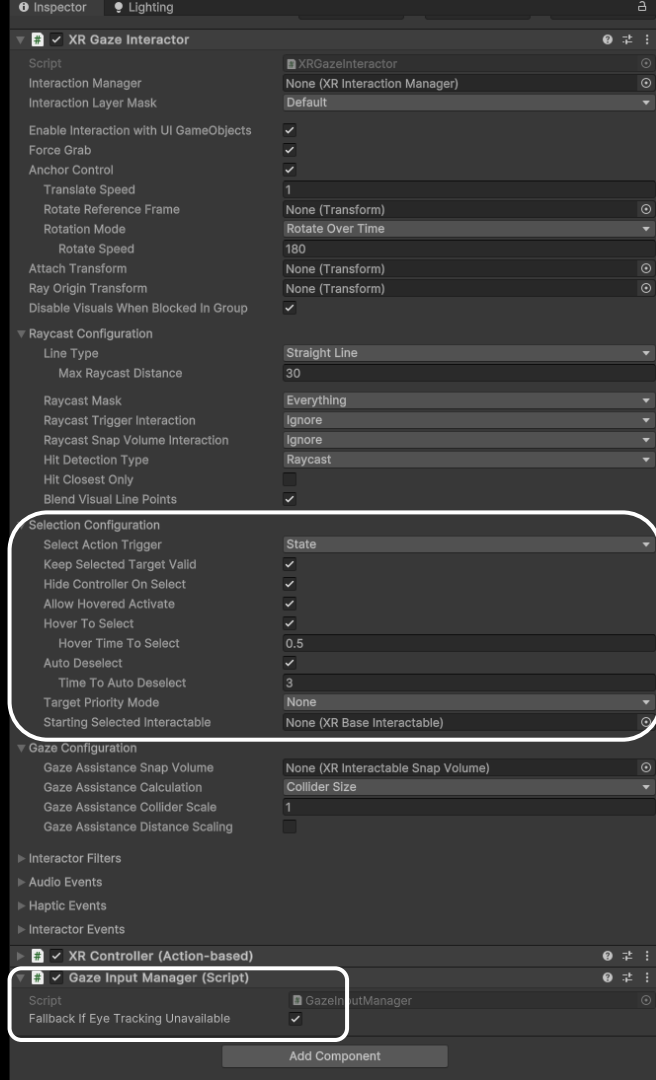 Inspector Lighting
XR Gaze Interactor
Script XRGazeInteractor
Interaction Manager None (XR Interaction Manager)
Interaction Layer Mask Default
Enable Interaction with UI GameObjects
Force Grab
Anchor Control
Translate Speed 1
Rotate Reference Frame None (Transform)
Rotation Mode Rotate Over Time
Rotate Speed 180
Attach Transform None (Transform)
Ray Origin Transform None (Transform)
Disable Visuals When Blocked In Group
Raycast Configuration
Line Type Straight Line
Max Raycast Distance 30
Raycast Mask Everything
Raycast Trigger Interaction Ignore
Raycast Snap Volume Interaction Ignore
Hit Detection Type Raycast
Hit Closest Only
Blend Visual Line Points
Selection Configuration
Select Action Trigger State
Keep Selected Target Valid
Hide Controller On Select
Allow Hovered Activate
Hover To Select
Hover Time To Select 0.5
Auto Deselect
Time To Auto Deselect 3
Target Priority Mode None
Starting Selected Interactable None (XR Base Interactable)
Gaze Configuration
Gaze Assistance Snap Volume None (XR Interactable Snap Volume)
Gaze Assistance Calculation Collider Size
Gaze Assistance Collider Scale 1
Gaze Assistance Distance Scaling
Interactor Filters
Audio Events
Haptic Events
Interactor Events
XR Controller (Action-based)
Gaze Input Manager (Script)
Script GazeInputManager
Fallback If Eye Tracking Unavailable
Add Component